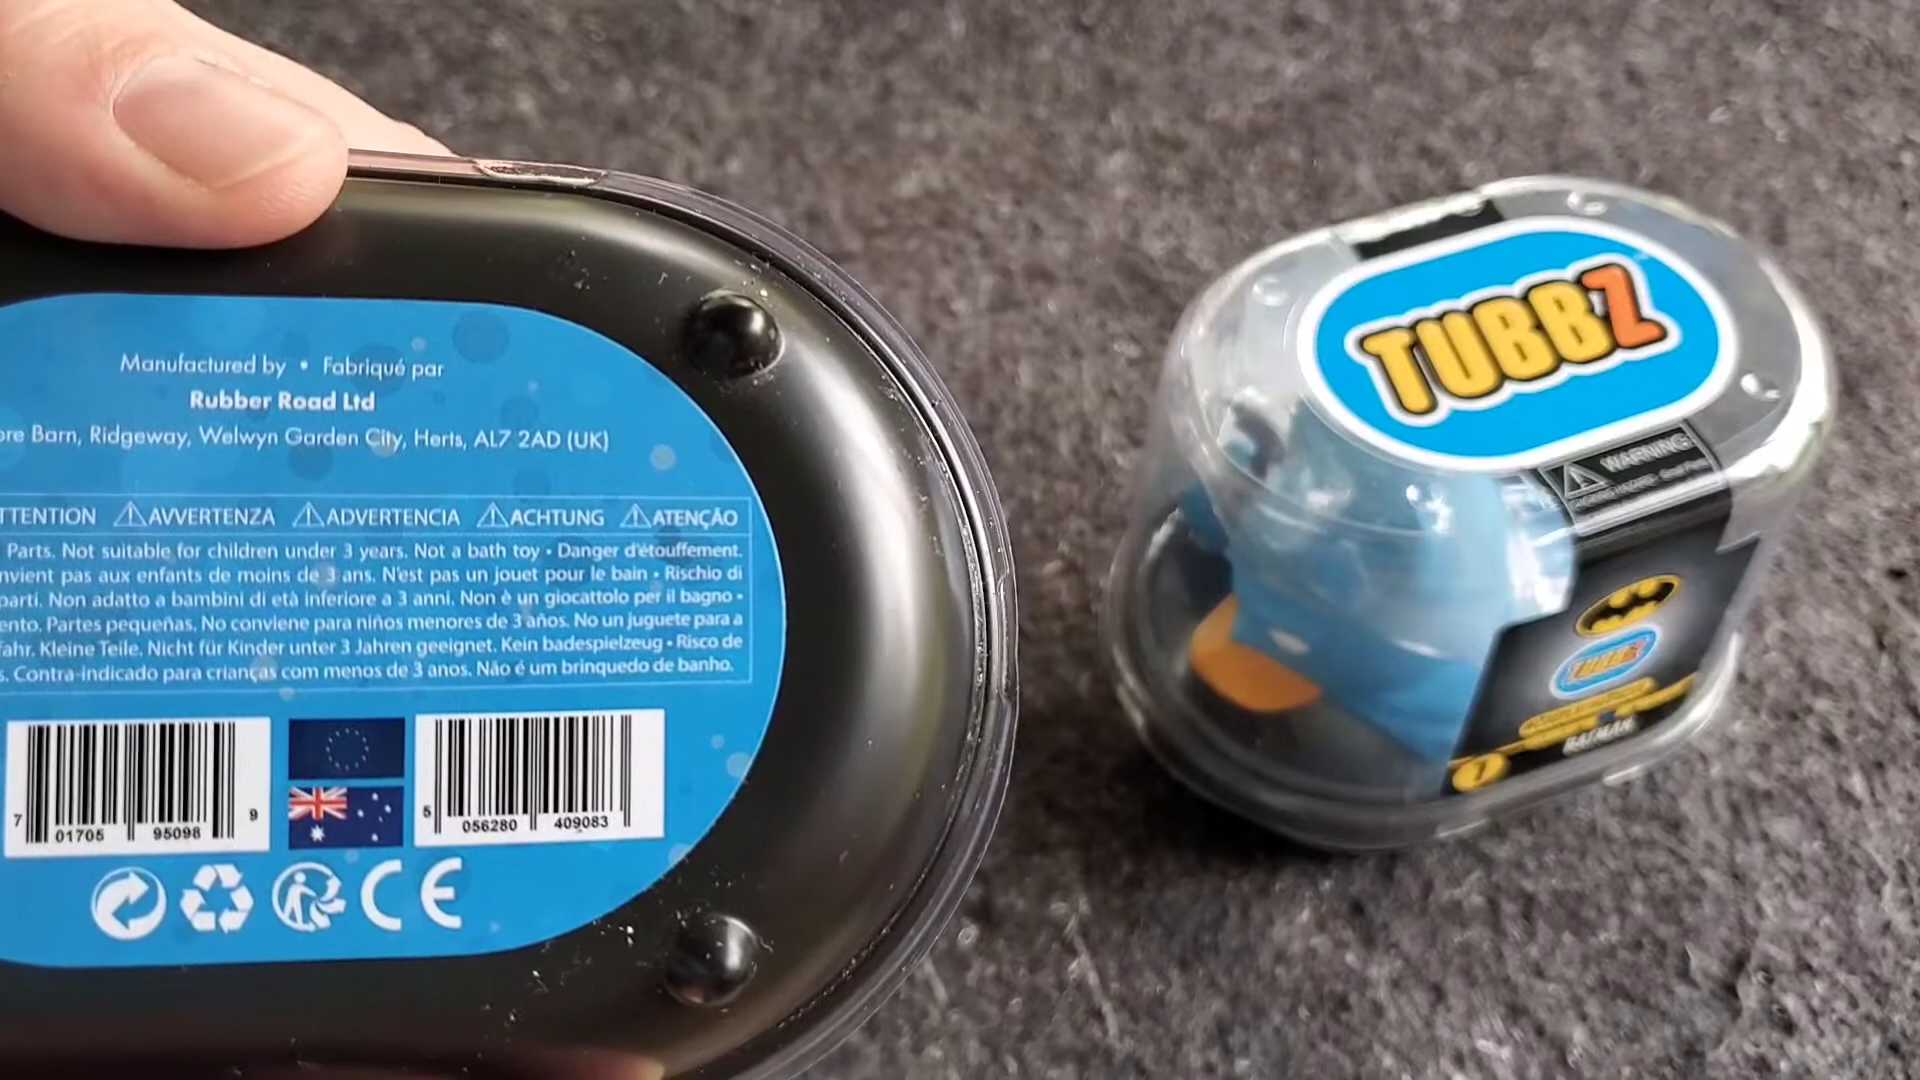 Manufactured by • Fabriqué par
Rubber Road Ltd
Barn, Ridgeway, Welwyn Garden City, Herts, AL7 2AD (UK)
TTENTION ⚠AVVERTENZA ⚠ADVERTENCIA ⚠ACHTUNG ⚠ATENÇÃO
Parts. Not suitable for children under 3 years. Not a bath toy • Danger d'étouffement.
nvient pas aux enfants de moins de 3 ans. N'est pas un jouet pour le bain • Rischio di
parti. Non adatto a bambini di età inferiore a 3 anni. Non è un giocattolo per il bagno •
ento. Partes pequeñas. No conviene para niños menores de 3 años. No un juguete para a
fahr. Kleine Teile. Nicht für Kinder unter 3 Jahren geeignet. Kein badespielzeug • Risco de
s. Contra-indicado para crianças com menos de 3 anos. Não é um brinquedo de banho.
7 01705 95098 9
5 056280 409083
CE
TUBBZ
WARNING
TUBBZ
BATMAN
7